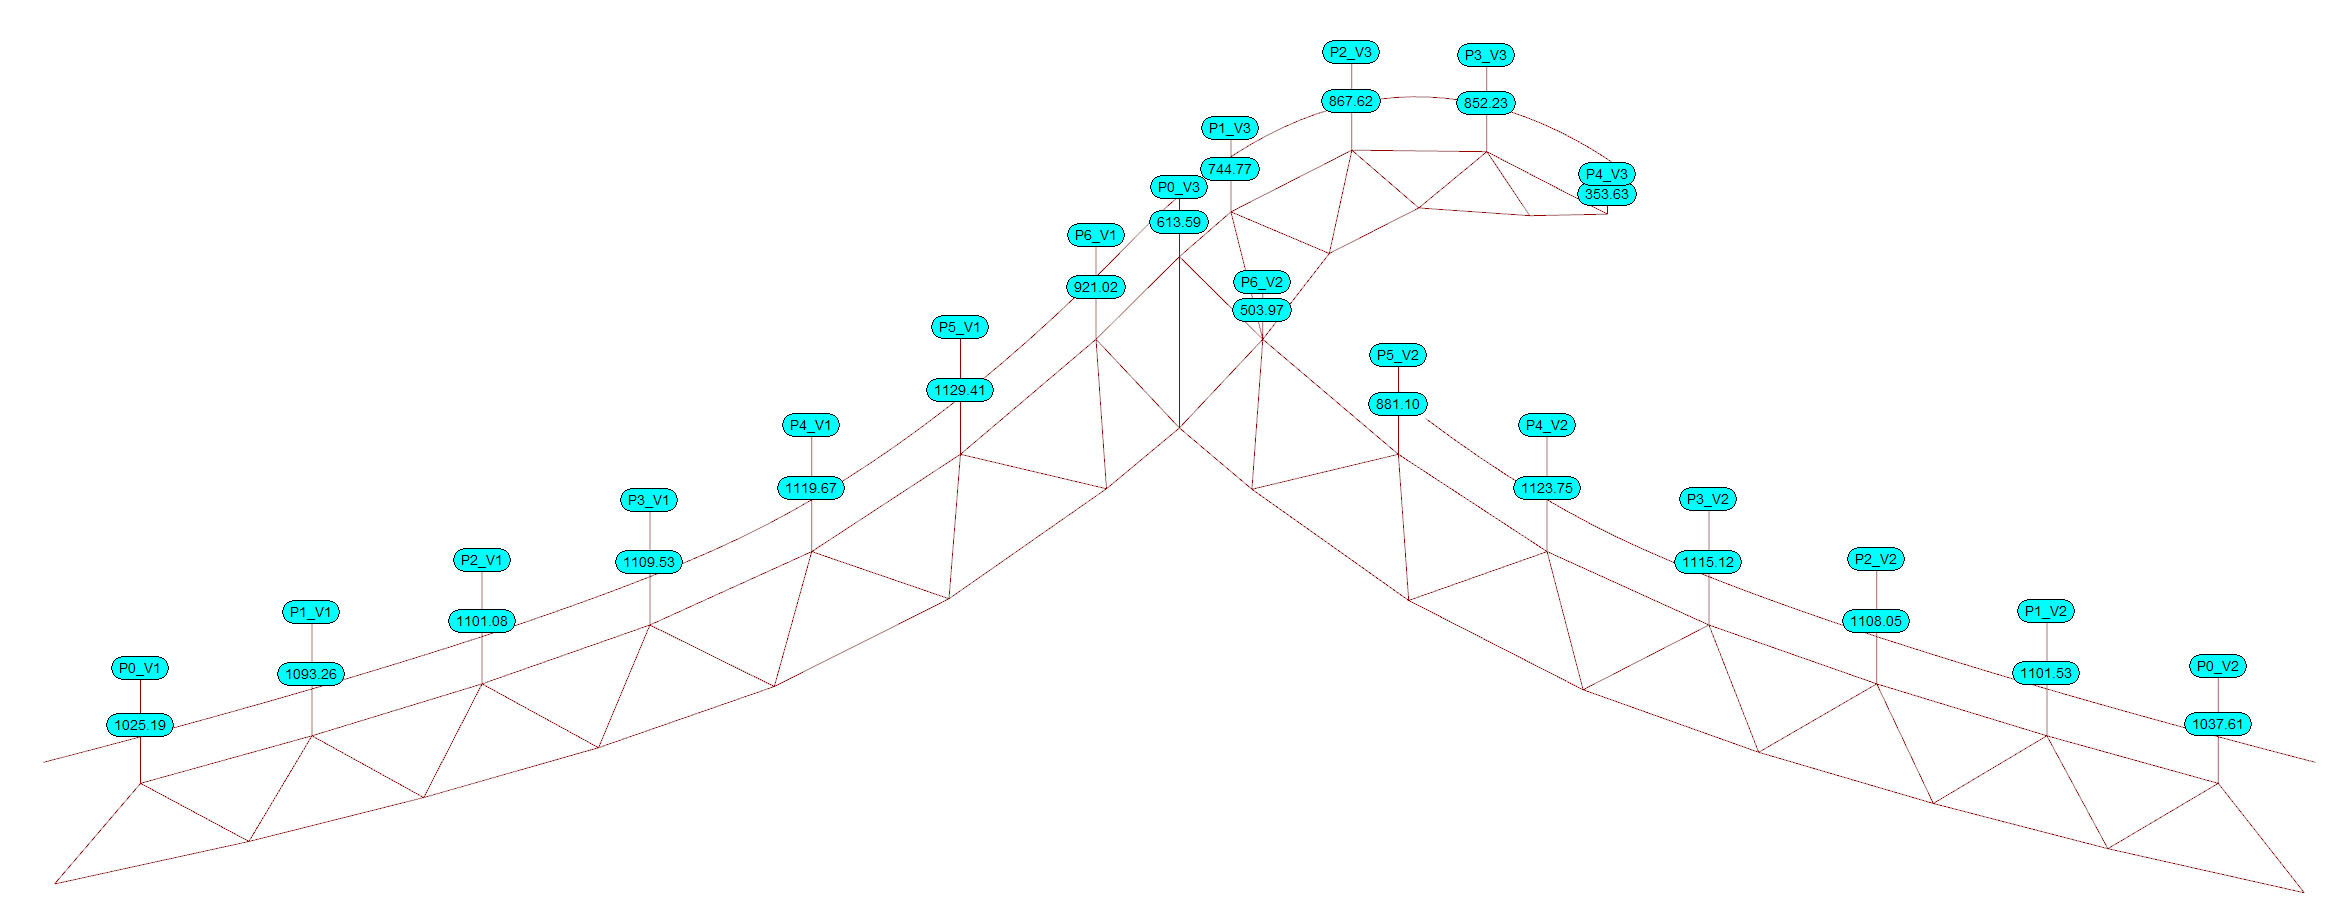 P2_V3
P3_V3
867.62
852.23
P1_V3
744.77
P4_V3
353.63
P0_V3
613.59
P6_V1
921.02
P6_V2
503.97
P5_V1
1129.41
P5_V2
881.10
P4_V1
1119.67
P4_V2
1123.75
P3_V1
1109.53
P3_V2
1115.12
P2_V1
1101.08
P2_V2
1108.05
P1_V1
1093.26
P1_V2
1101.53
P0_V1
1025.19
P0_V2
1037.61